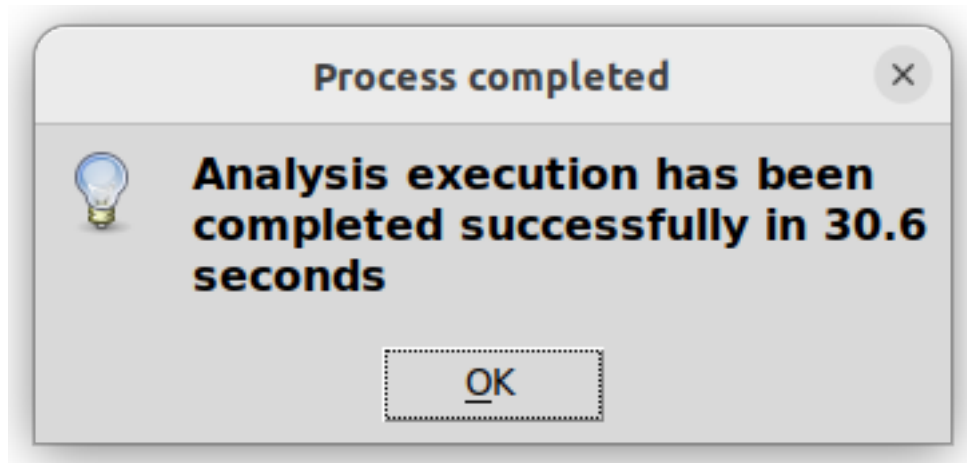 Process completed
Analysis execution has been
completed successfully in 30.6
seconds
OK